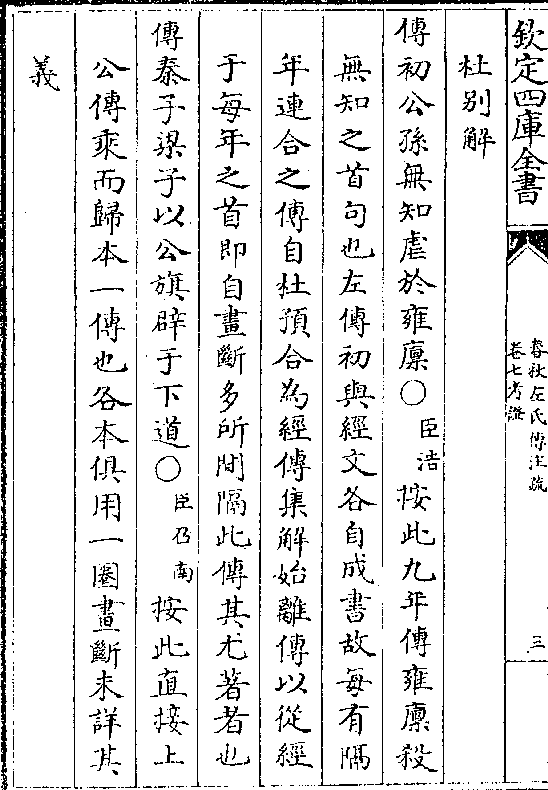 欽定四庫全書
春秋左氏傳注疏
卷七考證
三
杜別解
傳初公孫無知虐於雍廩〇臣浩按此九年傳雍廩殺
無知之首句也左傳初與經文各自成書故每有隔
年連合之傳自杜預合為經傳集解始離傳以從經
于每年之首即自畫斷多所間隔此傳其尤著者也
傳秦子梁子以公旗辟于下道〇臣乃南按此直接上
公傳乘而歸本一傳也各本俱用一圈畫斷未詳其
義